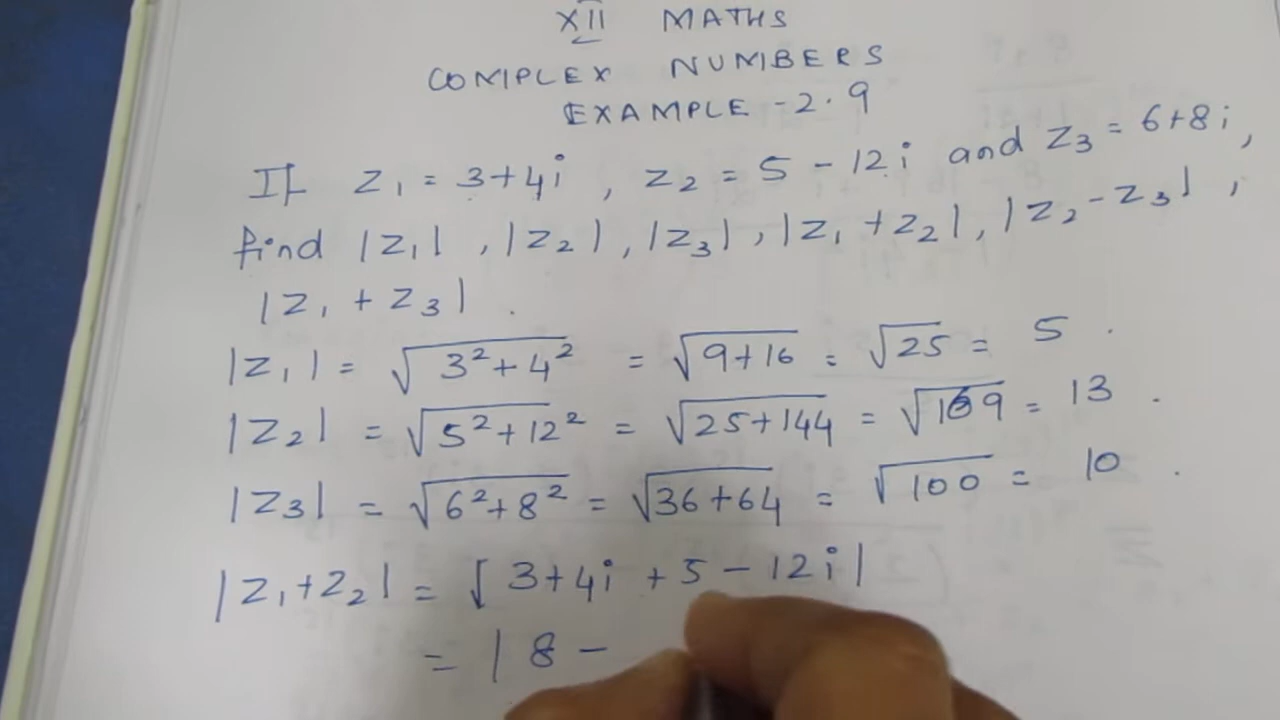 XII MATHS
COMPLEX NUMBERS
EXAMPLE - 2.9
If z₁ = 3+4i , z₂ = 5 - 12i and z₃ = 6+8i ,
find |z₁| , |z₂| , |z₃| , |z₁ + z₂| , |z₂ - z₃| ,
|z₁ + z₃| .
|z₁| = √3²+4² = √9+16 = √25 = 5 .
|z₂| = √5²+12² = √25+144 = √169 = 13 .
|z₃| = √6²+8² = √36+64 = √100 = 10 .
|z₁+z₂| = √ 3+4i + 5 - 12i |
= | 8 -